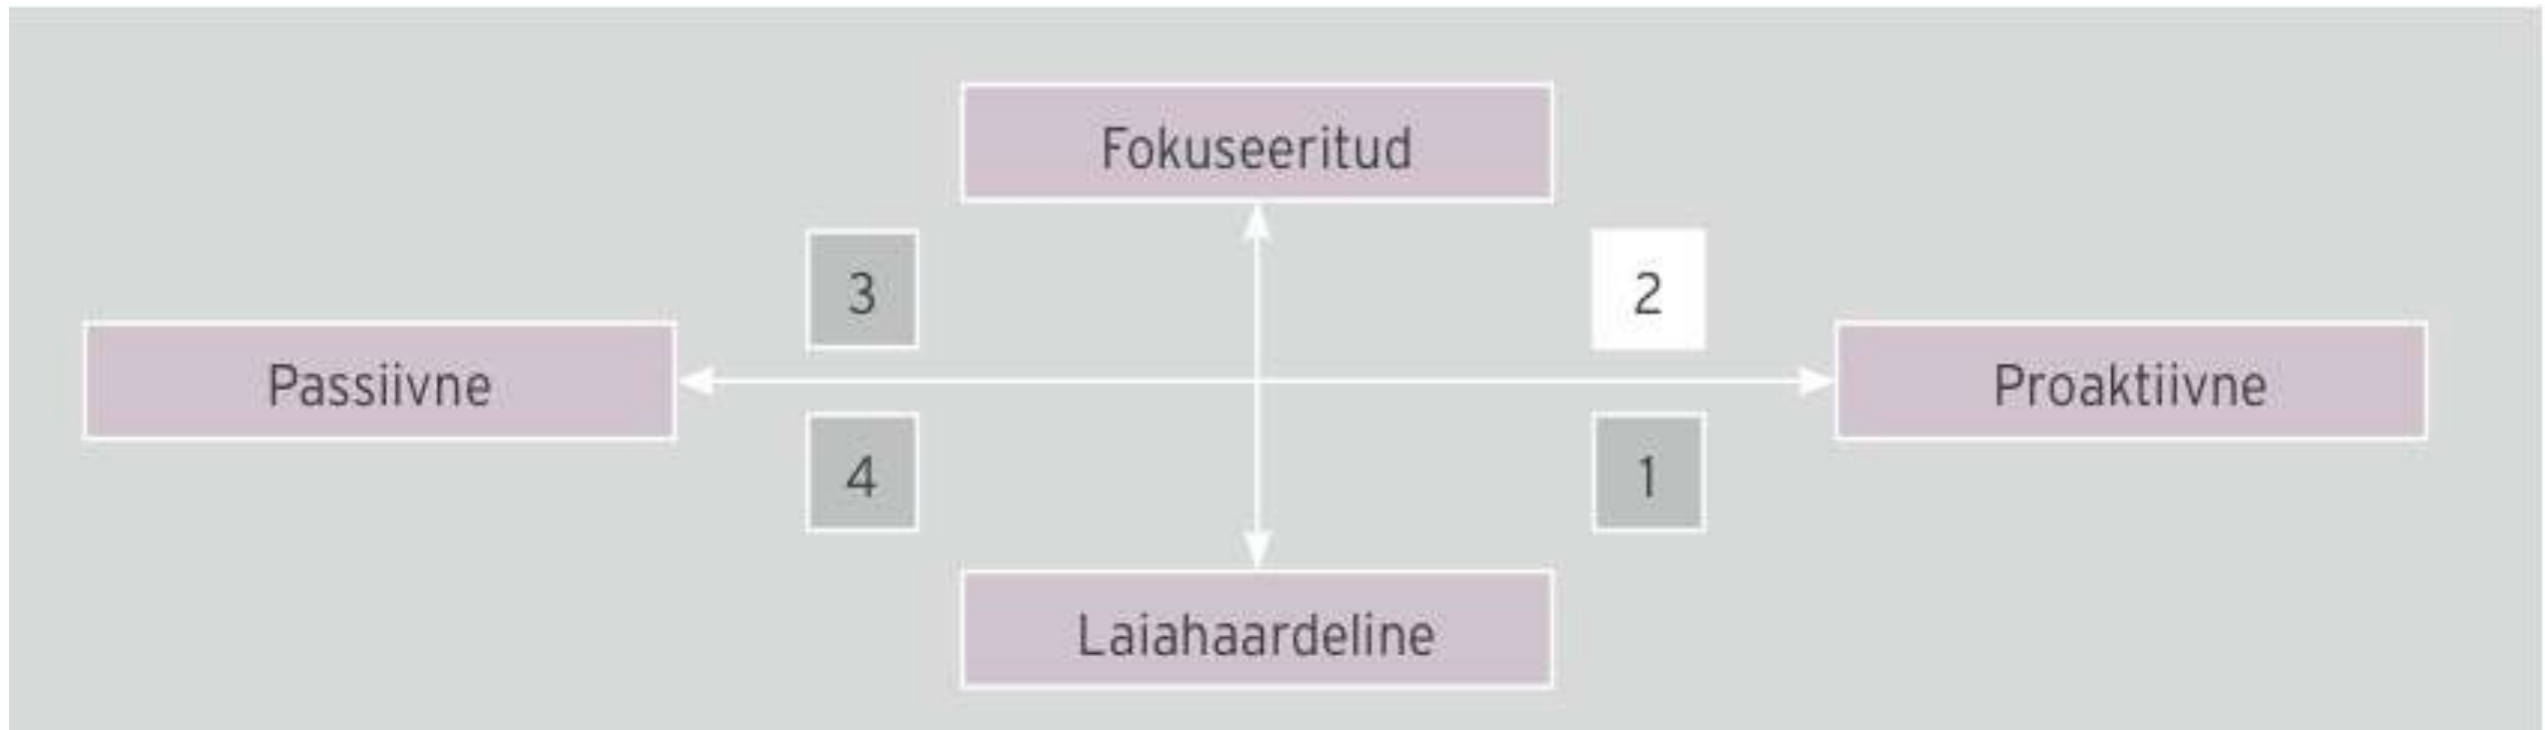 Fokuseeritud
3
2
Passiivne
Proaktiivne
4
1
Laiahaardeline